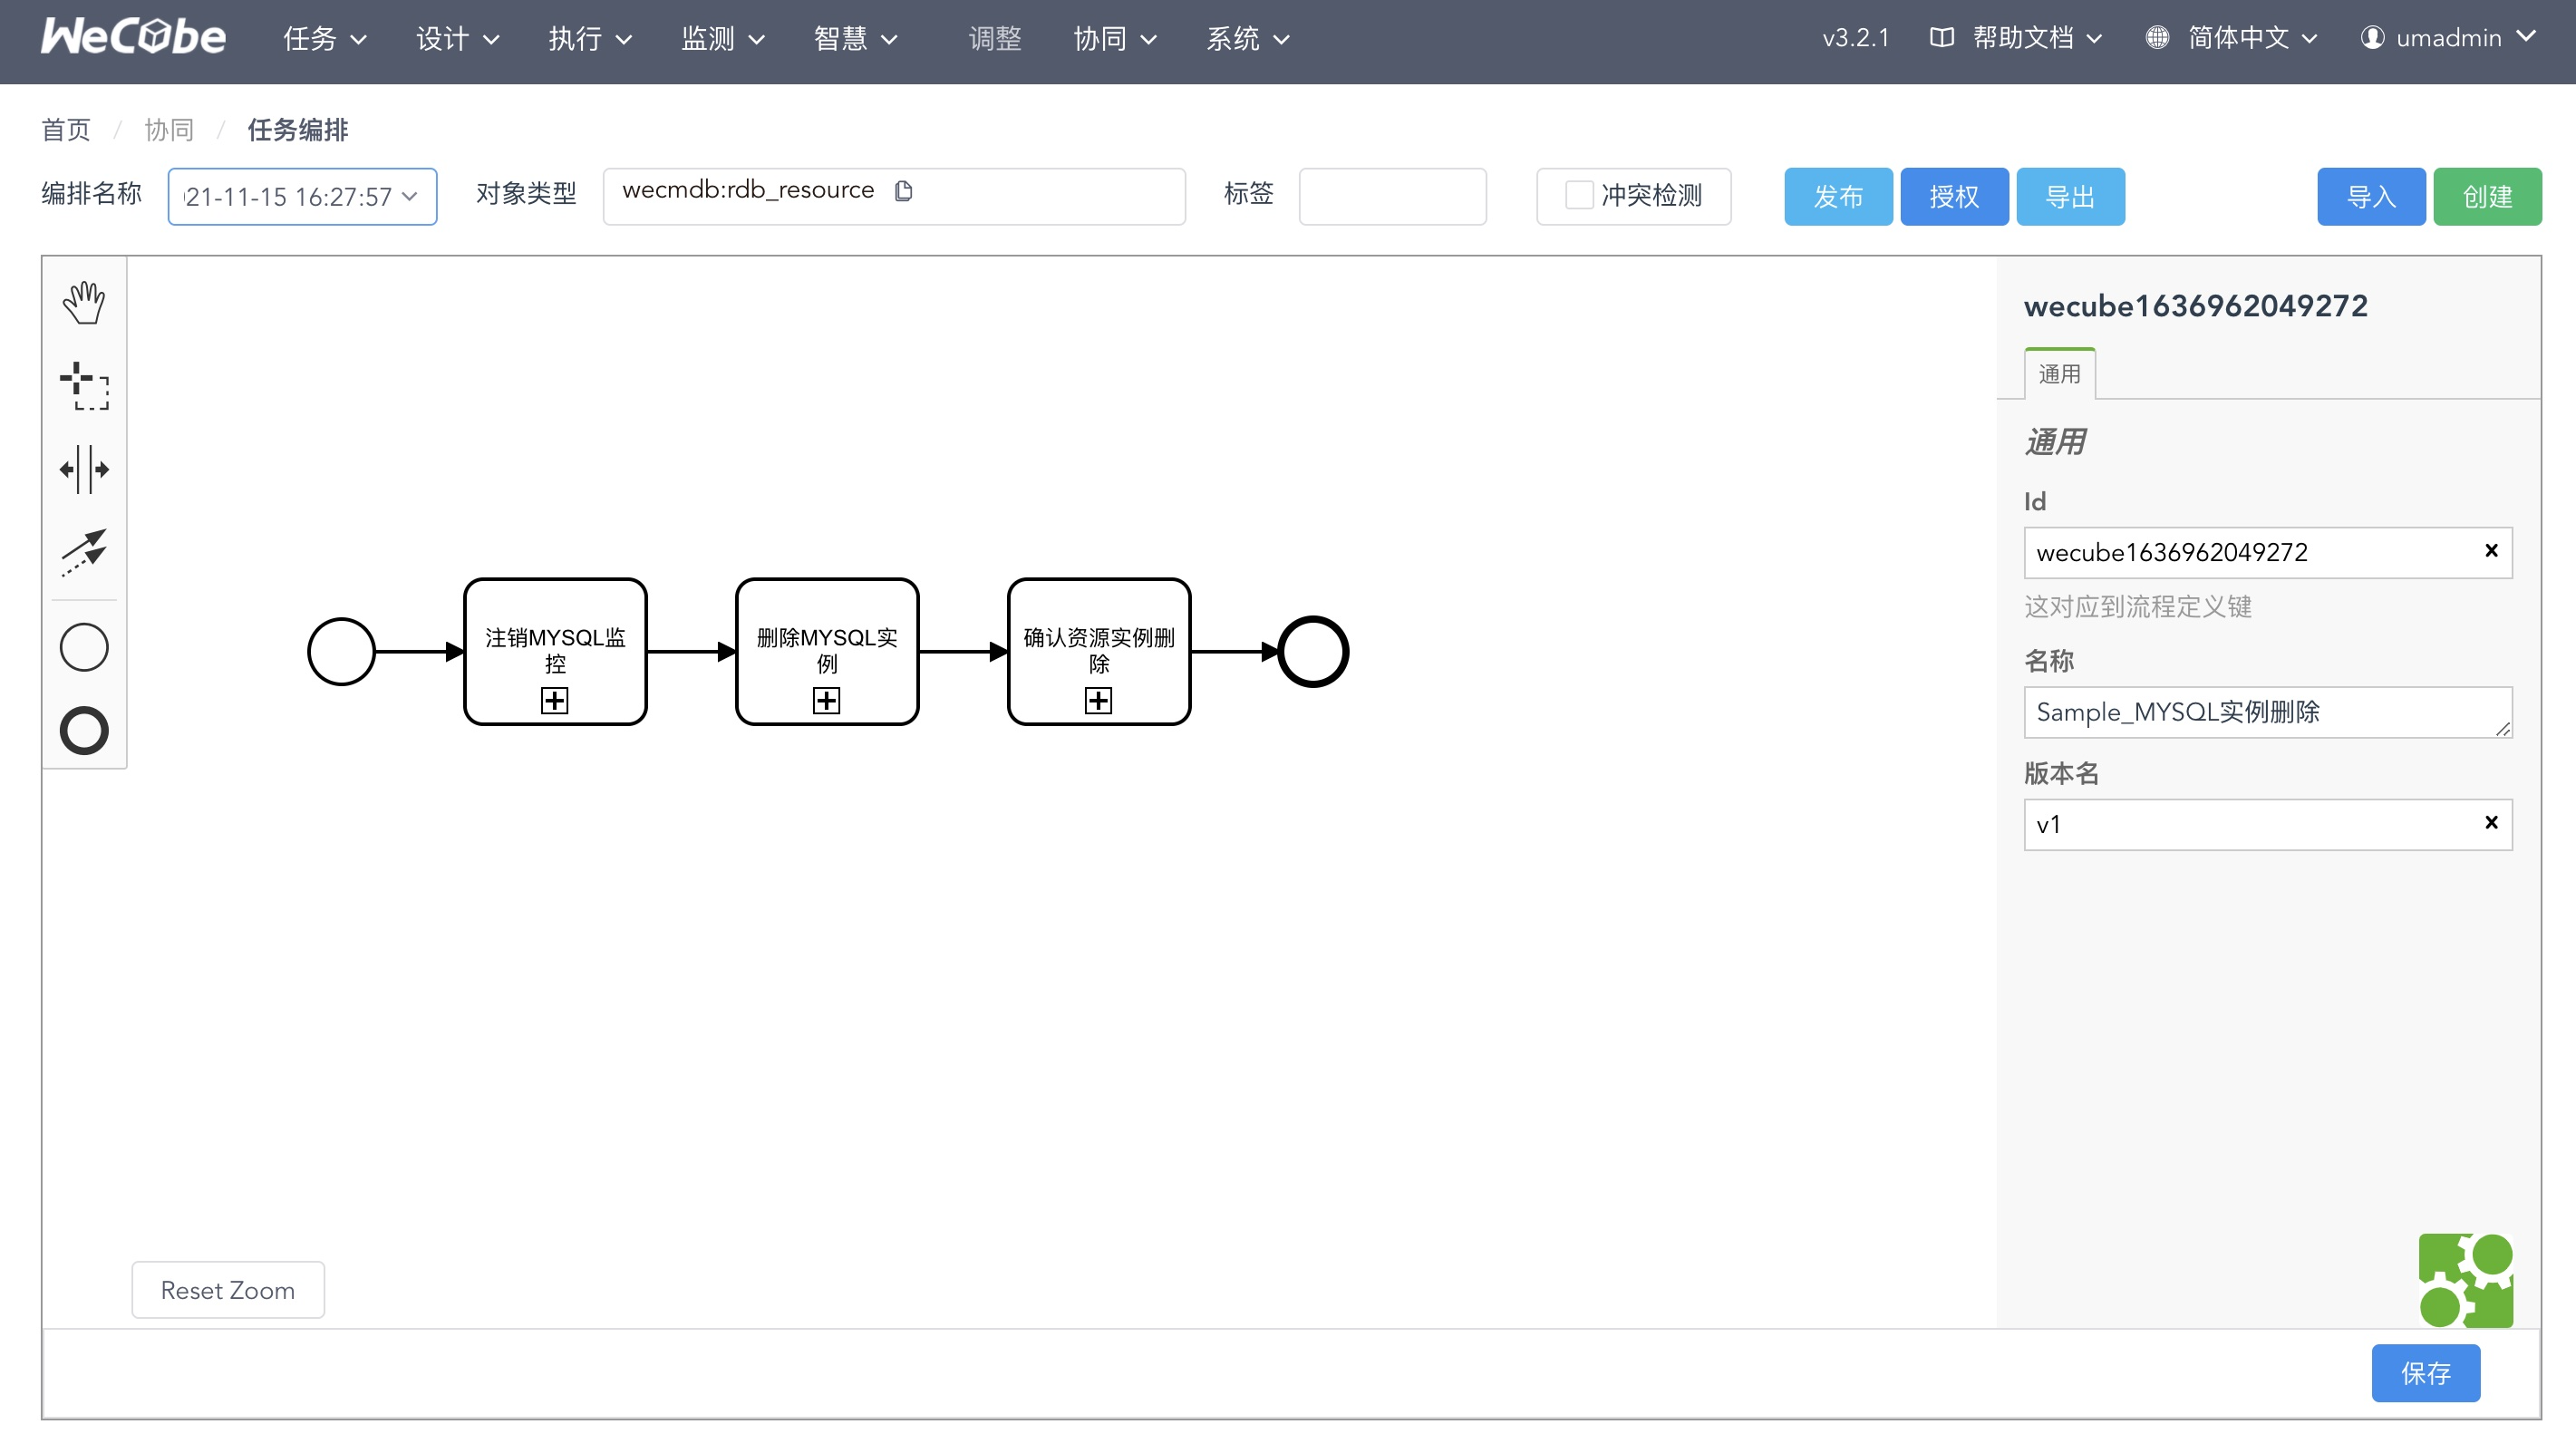 WeCube 任务 设计 执行 监测 智慧 调整 协同 系统 v3.2.1 帮助文档 简体中文 umadmin
首页 / 协同 / 任务编排
编排名称 21-11-15 16:27:57 对象类型 wecmdb:rdb_resource 标签 冲突检测 发布 授权 导出 导入 创建
wecube1636962049272
通用
通用
Id
wecube1636962049272
这对应到流程定义键
名称
Sample_MYSQL实例删除
版本名
v1
注销MYSQL监
控
删除MYSQL实
例
确认资源实例删
除
Reset Zoom
保存